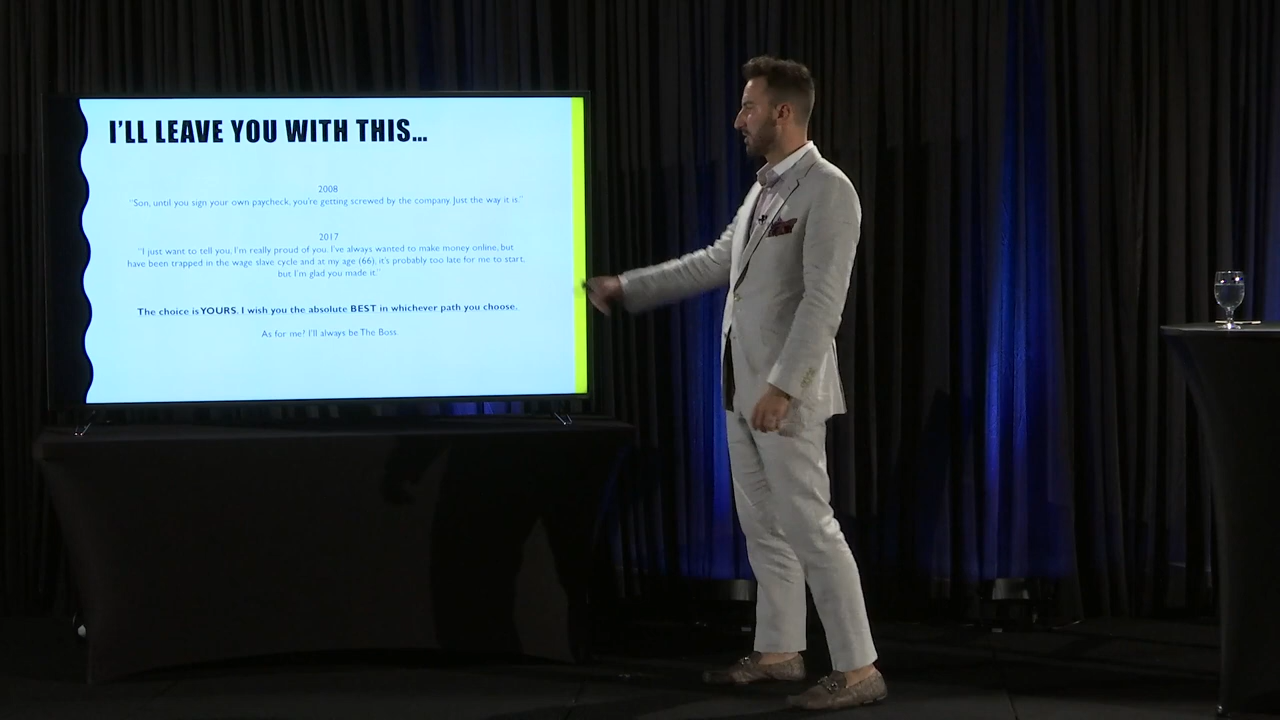 I'LL LEAVE YOU WITH THIS...
2008
"Son, until you sign your own paycheck, you're getting screwed by the company. Just the way it is."
2017
"I just want to tell you, I'm really proud of you. I've always wanted to make money online, but
have been trapped in the wage slave cycle and at my age (66), it's probably too late for me to start,
but I'm glad you made it."
The choice is YOURS. I wish you the absolute BEST in whichever path you choose.
As for me? I'll always be The Boss.